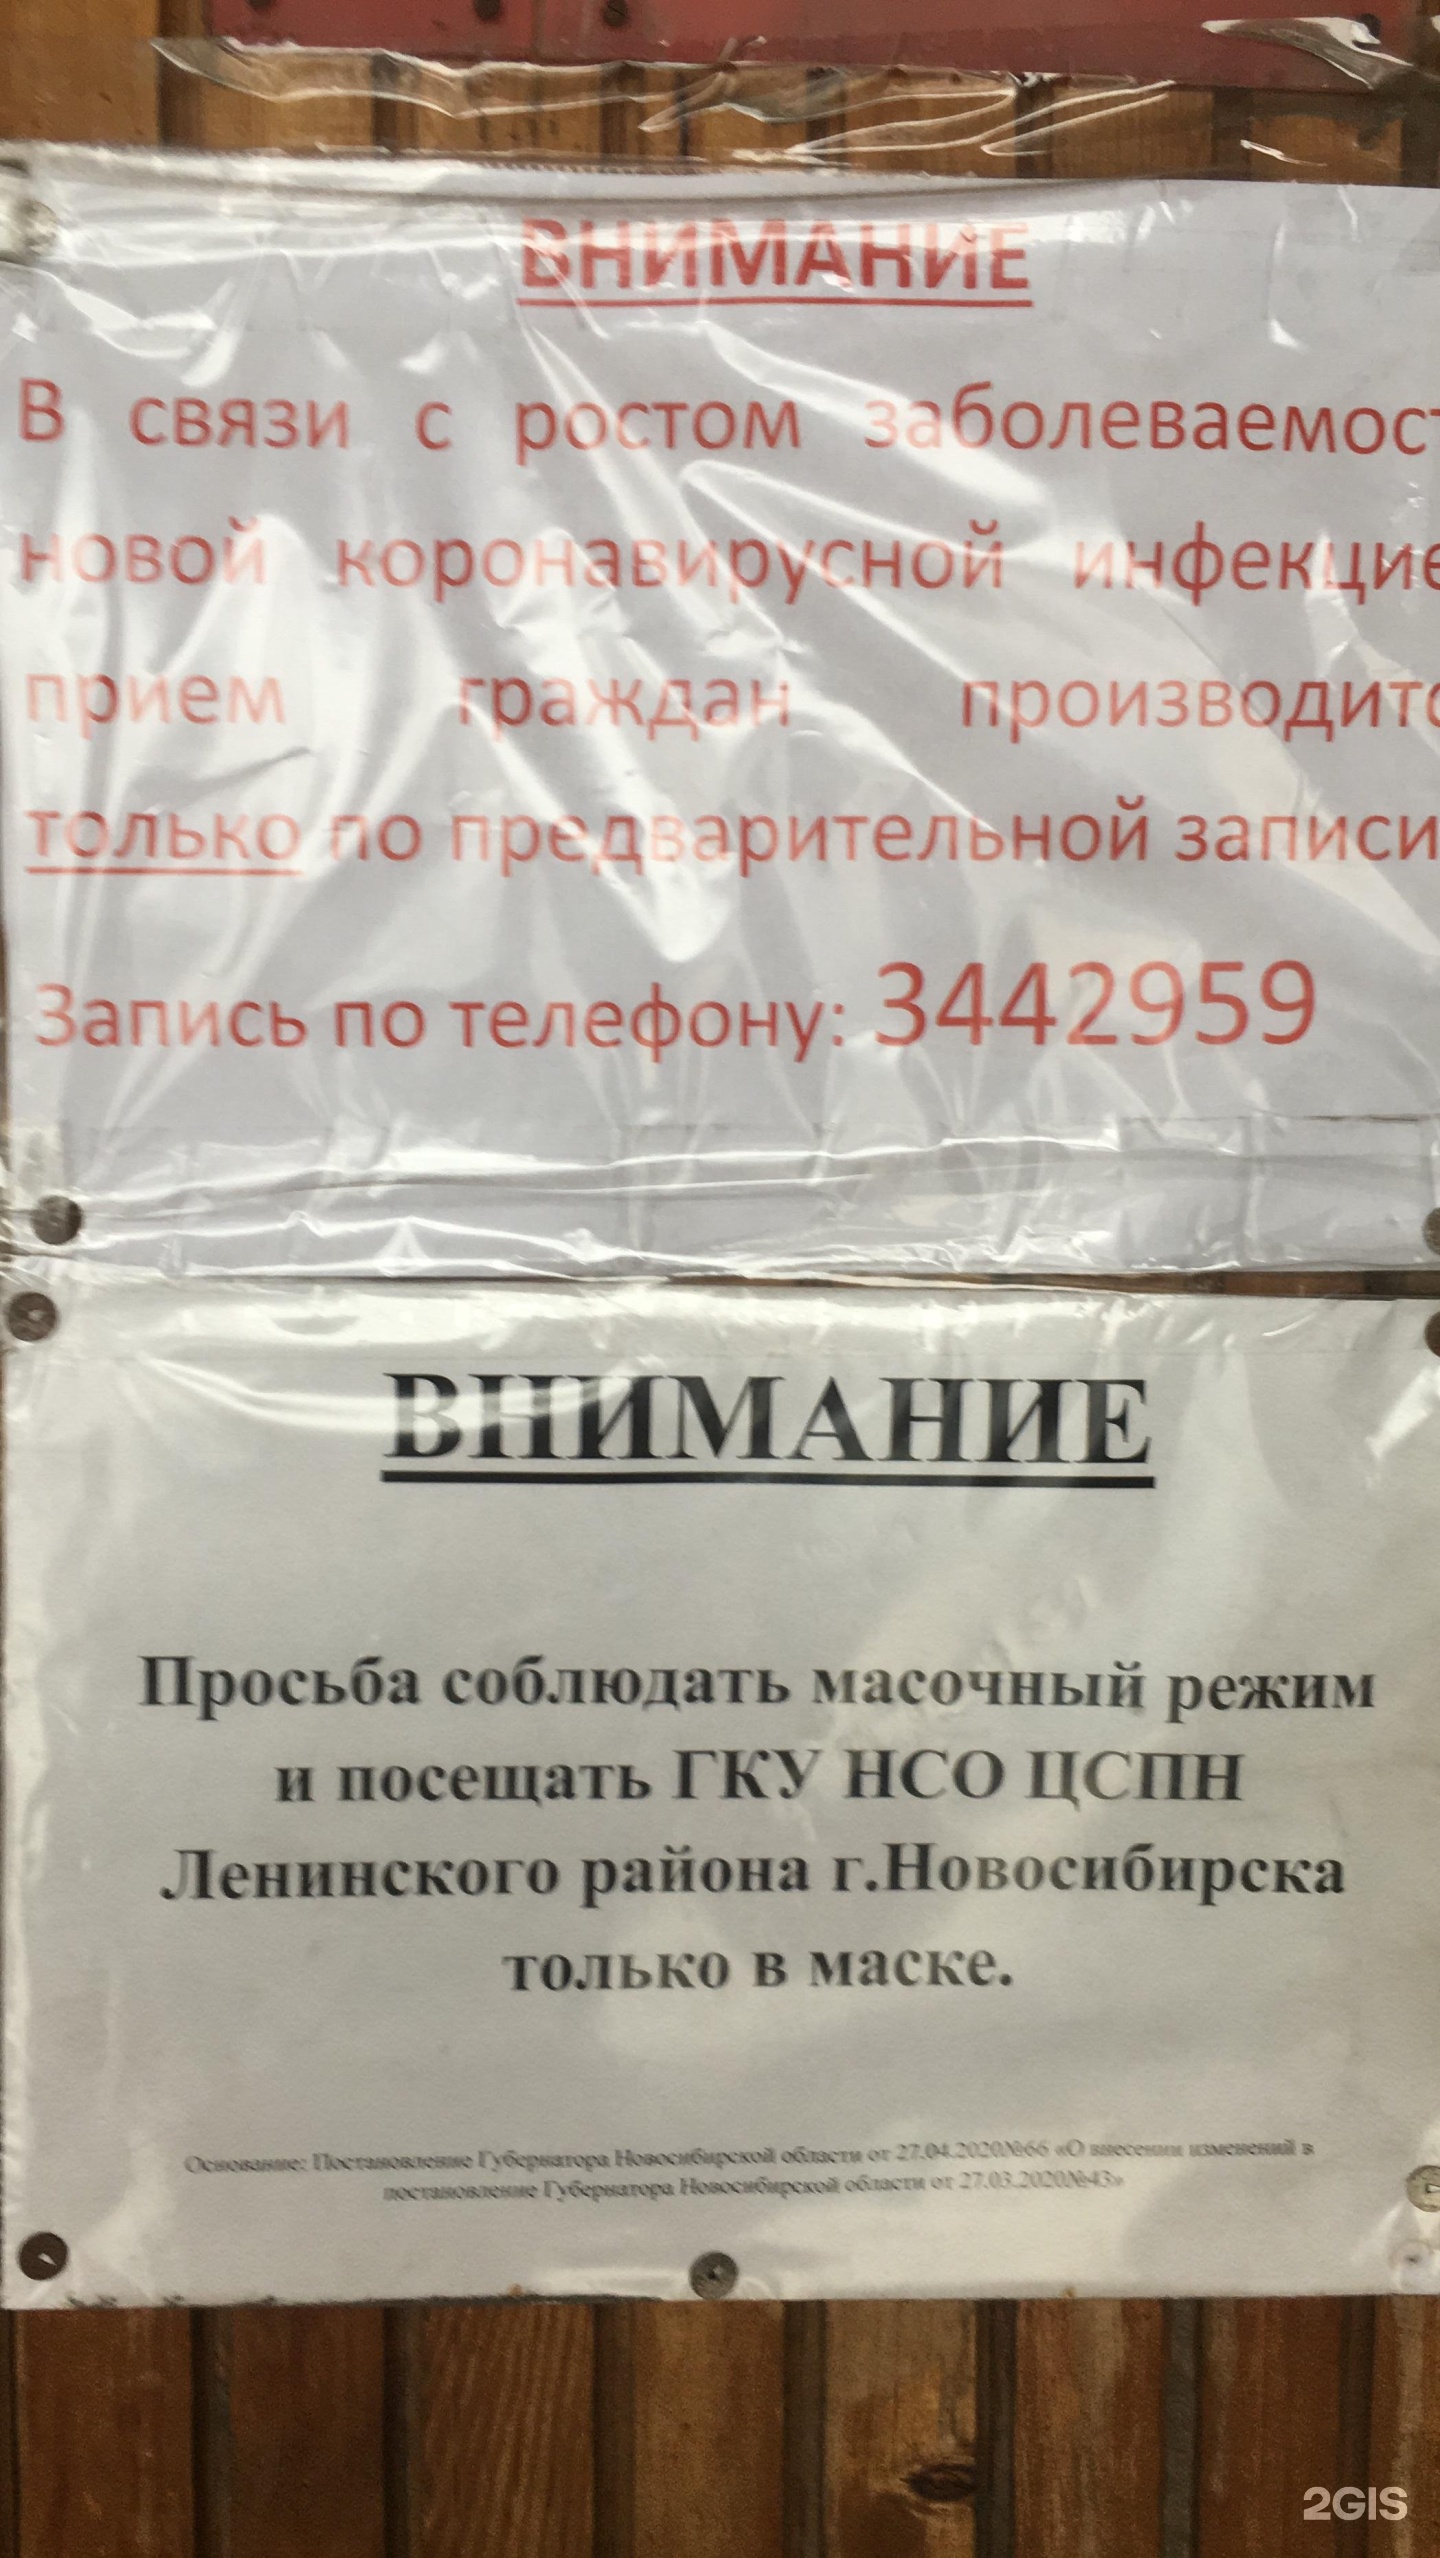 ВНИМАНИЕ
В связи с ростом заболеваемост
новой коронавирусной инфекцие
прием граждан производитс
только по предварительной записи
Запись по телефону: 3442959
ВНИМАНИЕ
Просьба соблюдать масочный режим
и посещать ГКУ НСО ЦСПН
Ленинского района г.Новосибирска
только в маске.
Основание: Постановление Губернатора Новосибирской области от 27.04.2020№66 «О внесении изменений в
постановление Губернатора Новосибирской области от 27.03.2020№43»
2GIS